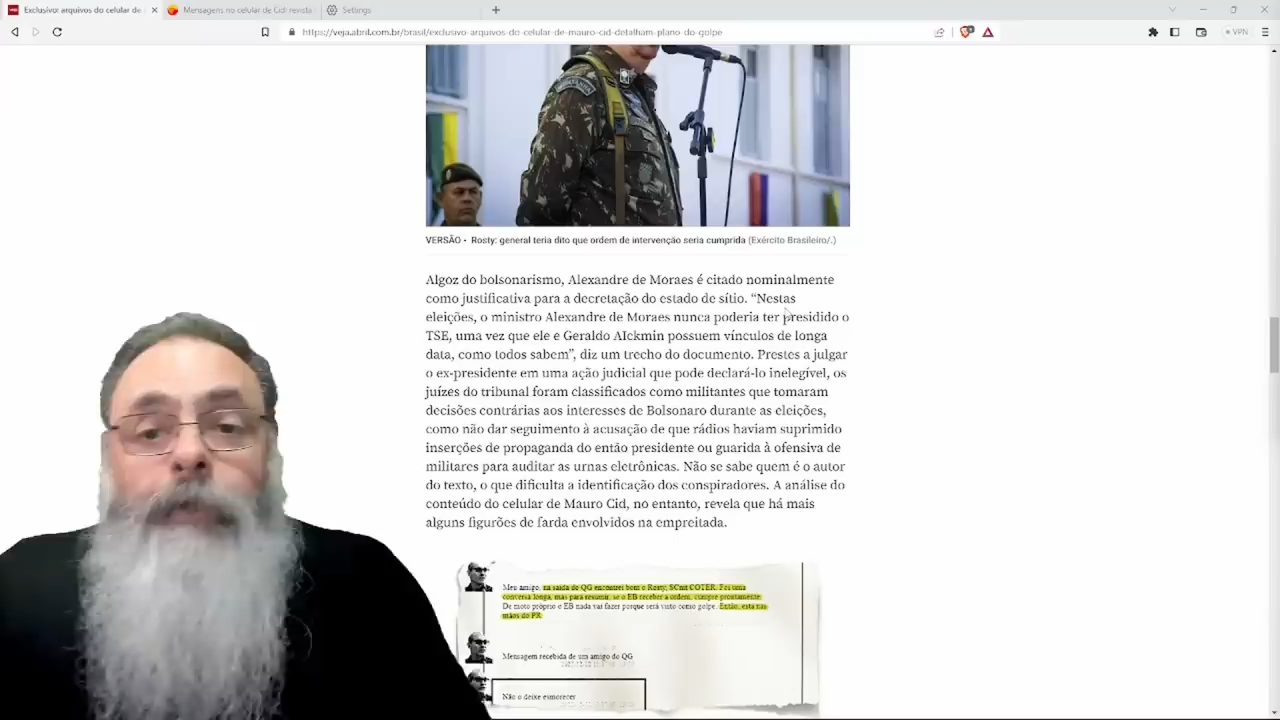 Exclusivo: arquivos do celular de
Mensagens no celular de Cid: revista
Settings
https://veja.abril.com.br/brasil/exclusivo-arquivos-do-celular-de-mauro-cid-detalham-plano-do-golpe
VPN
VERSÃO - Rosty: general teria dito que ordem de intervenção seria cumprida (Exército Brasileiro/.)
Algoz do bolsonarismo, Alexandre de Moraes é citado nominalmente
como justificativa para a decretação do estado de sítio. “Nestas
eleições, o ministro Alexandre de Moraes nunca poderia ter presidido o
TSE, uma vez que ele e Geraldo AIckmin possuem vínculos de longa
data, como todos sabem”, diz um trecho do documento. Prestes a julgar
o ex-presidente em uma ação judicial que pode declará-lo inelegível, os
juízes do tribunal foram classificados como militantes que tomaram
decisões contrárias aos interesses de Bolsonaro durante as eleições,
como não dar seguimento à acusação de que rádios haviam suprimido
inserções de propaganda do então presidente ou guarida à ofensiva de
militares para auditar as urnas eletrônicas. Não se sabe quem é o autor
do texto, o que dificulta a identificação dos conspiradores. A análise do
conteúdo do celular de Mauro Cid, no entanto, revela que há mais
alguns figurões de farda envolvidos na empreitada.
Meu amigo, na saída do QG encontrei bem o Rosty, SCmt COTER. Foi uma
conversa longa, mas para resumir, se o EB receber a ordem, cumpre prontamente.
De moto próprio o EB nada vai fazer porque será visto como golpe. Então, está nas
mãos do PR
Mensagem recebida de um amigo do QG
Não o deixe esmorecer